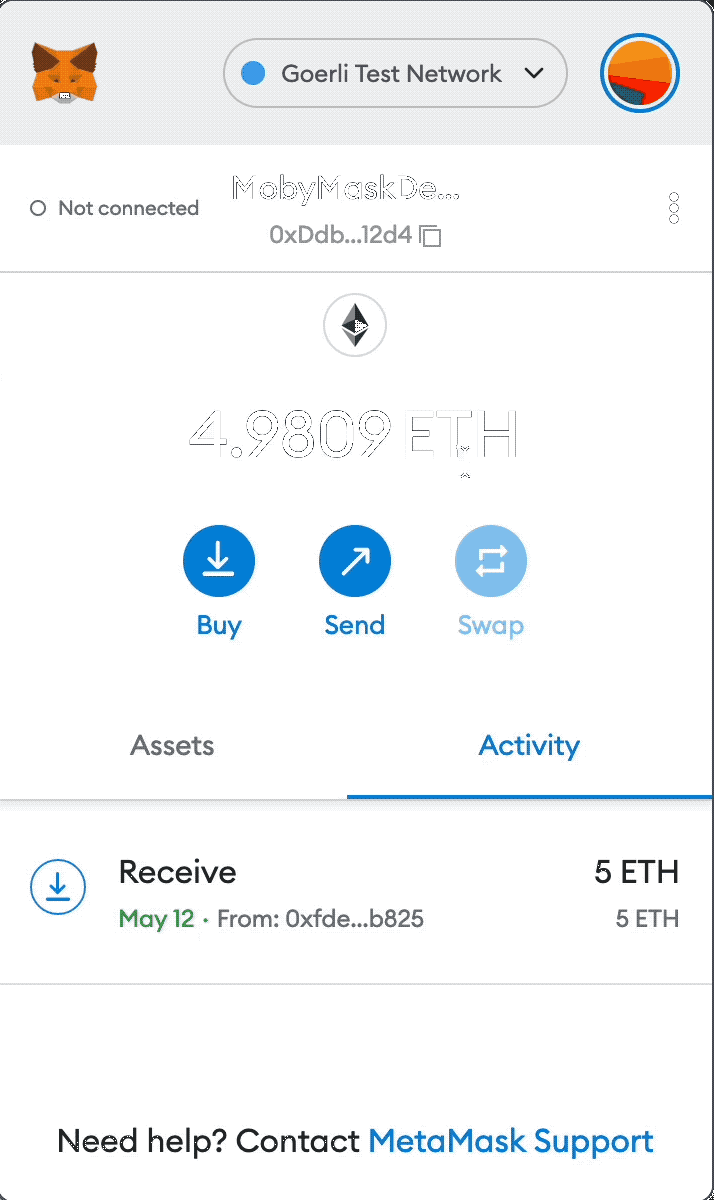 Goerli Test Network
Not connected
MobyMaskDe...
0xDdb...12d4
4.9809 ETH
Buy Send Swap
Assets Activity
Receive 5 ETH
May 12 · From: 0xfde...b825 5 ETH
Need help? Contact MetaMask Support